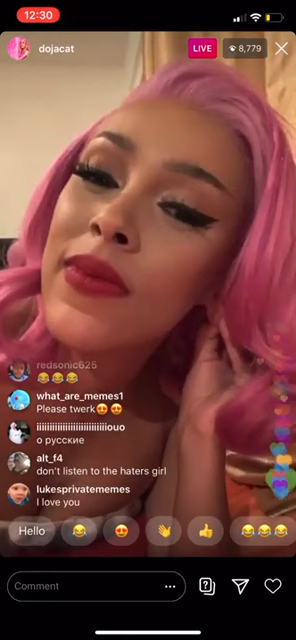 12:30
dojacat
LIVE
8,779
redsonic625
😂😂😂
what_are_memes1
Please twerk😍😍
iiiiiiiiiiiiiiiiiiiiiiiiiiiouo
о русские
alt_f4
don't listen to the haters girl
lukesprivatememes
I love you
Hello 😂 😍 👋 👍 😂😂😂
Comment